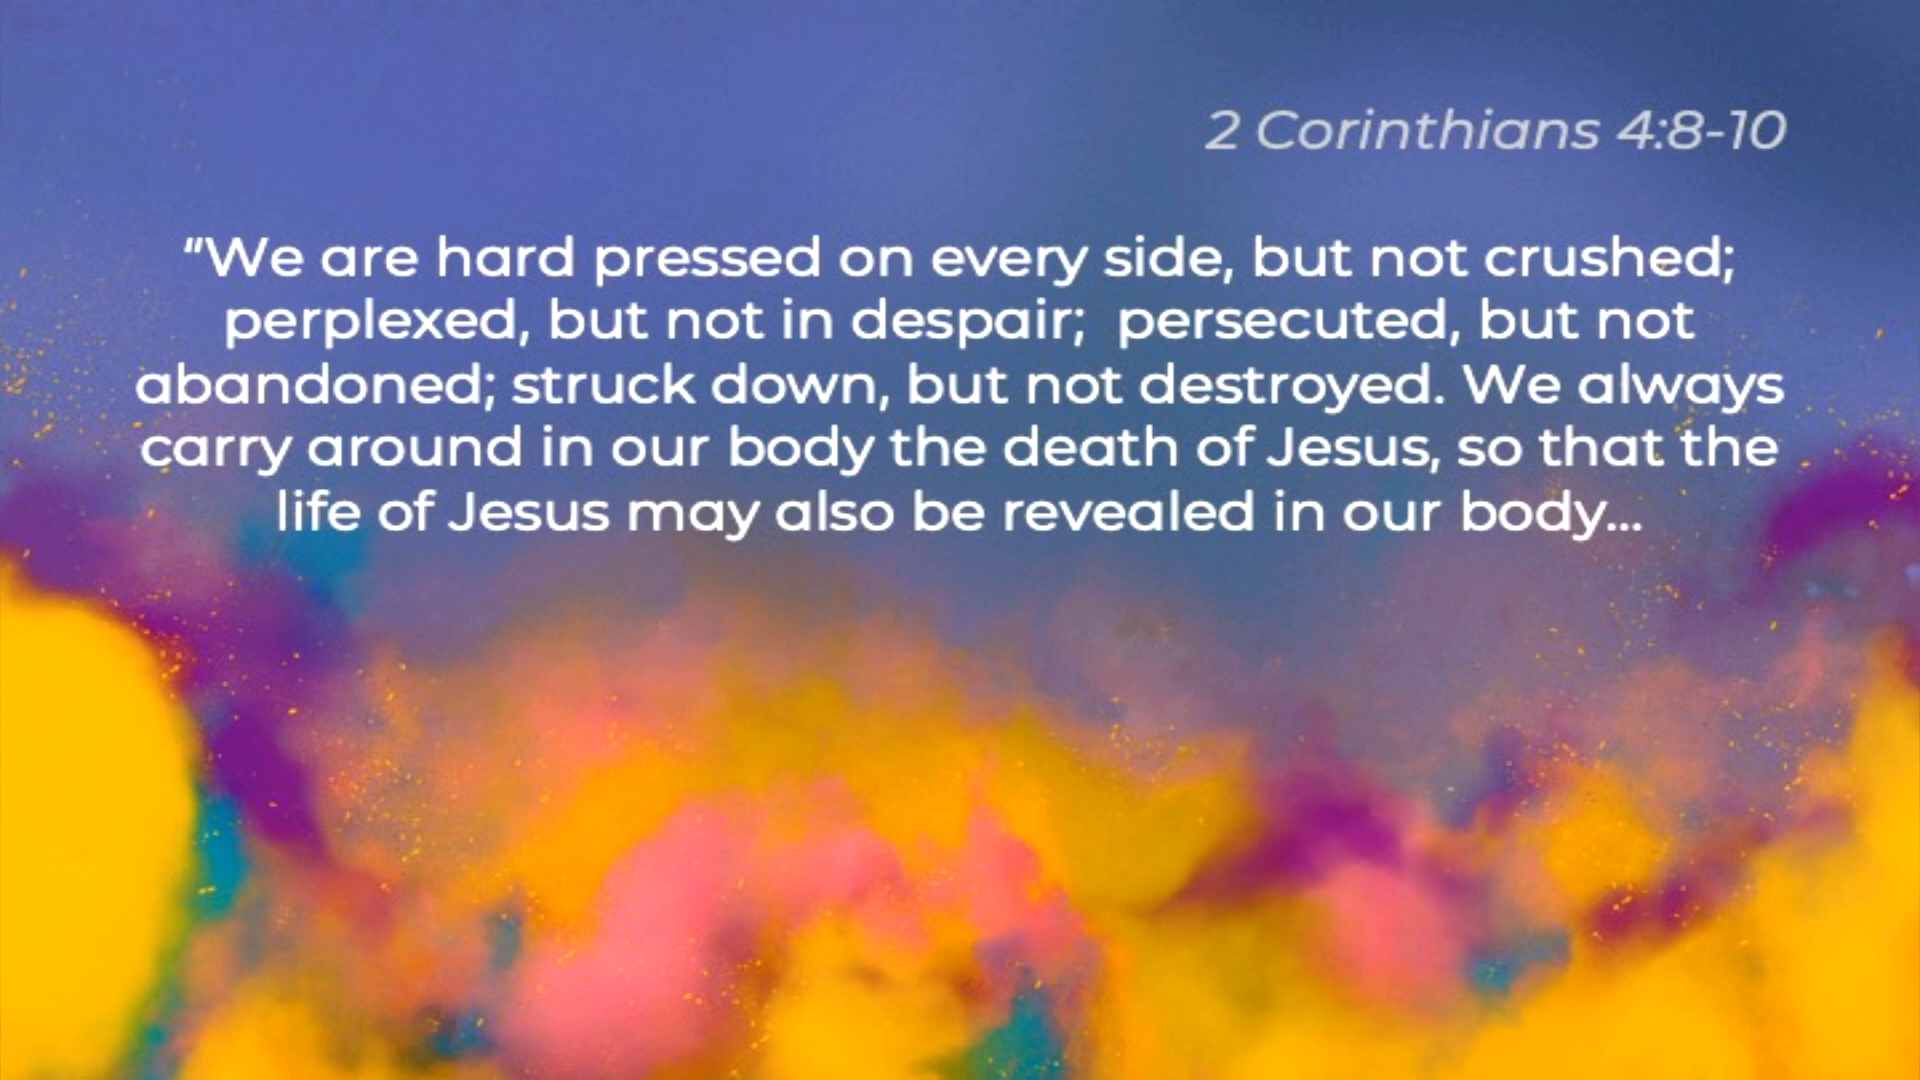 2 Corinthians 4:8-10
"We are hard pressed on every side, but not crushed;
perplexed, but not in despair;  persecuted, but not
abandoned; struck down, but not destroyed. We always
carry around in our body the death of Jesus, so that the
life of Jesus may also be revealed in our body...